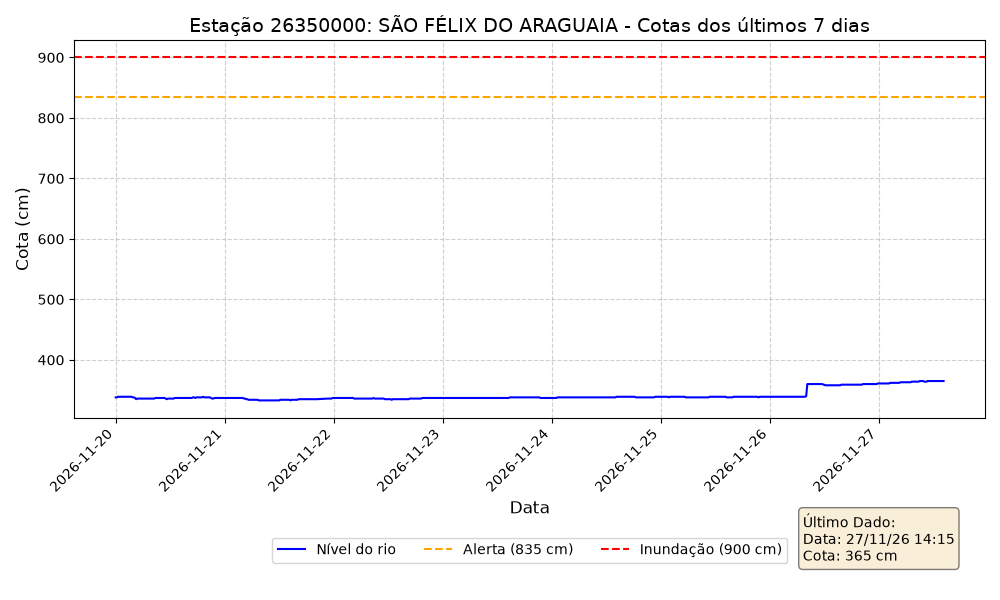 Estação 26350000: SÃO FÉLIX DO ARAGUAIA - Cotas dos últimos 7 dias
900
800
700
600
500
400
Cota (cm)
2026-11-20
2026-11-21
2026-11-22
2026-11-23
2026-11-24
2026-11-25
2026-11-26
2026-11-27
Data
Nível do rio
Alerta (835 cm)
Inundação (900 cm)
Último Dado:
Data: 27/11/26 14:15
Cota: 365 cm